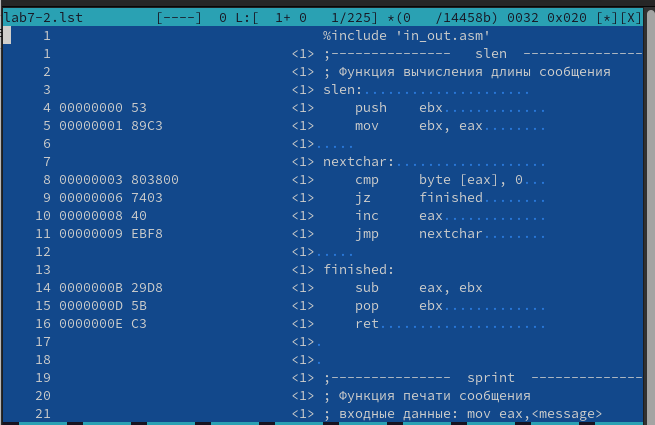 lab7-2.lst [----] 0 L:[ 1+ 0 1/225] *(0 /14458b) 0032 0x020 [*][X]
1 %include 'in_out.asm'
1 <1> ;--------------- slen ---------------
2 <1> ; Функция вычисления длины сообщения
3 <1> slen:.....................
4 00000000 53 <1> push ebx.............
5 00000001 89C3 <1> mov ebx, eax........
6 <1>.....
7 <1> nextchar:...................
8 00000003 803800 <1> cmp byte [eax], 0...
9 00000006 7403 <1> jz finished........
10 00000008 40 <1> inc eax.............
11 00000009 EBF8 <1> jmp nextchar........
12 <1>.....
13 <1> finished:
14 0000000B 29D8 <1> sub eax, ebx
15 0000000D 5B <1> pop ebx.............
16 0000000E C3 <1> ret.....................
17 <1>.
18 <1>.
19 <1> ;--------------- sprint --------------
20 <1> ; Функция печати сообщения
21 <1> ; входные данные: mov eax,<message>